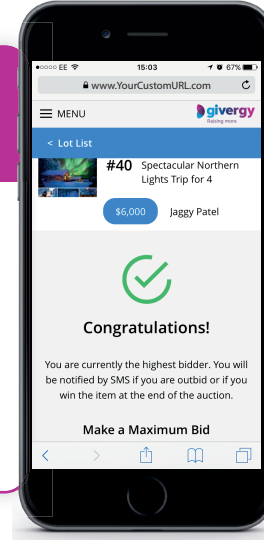 EE 15:03 67%
www.YourCustomURL.com
MENU givergy
Raising more
< Lot List
#40 Spectacular Northern
Lights Trip for 4
$6,000 Jaggy Patel
Congratulations!
You are currently the highest bidder. You will
be notified by SMS if you are outbid or if you
win the item at the end of the auction.
Make a Maximum Bid